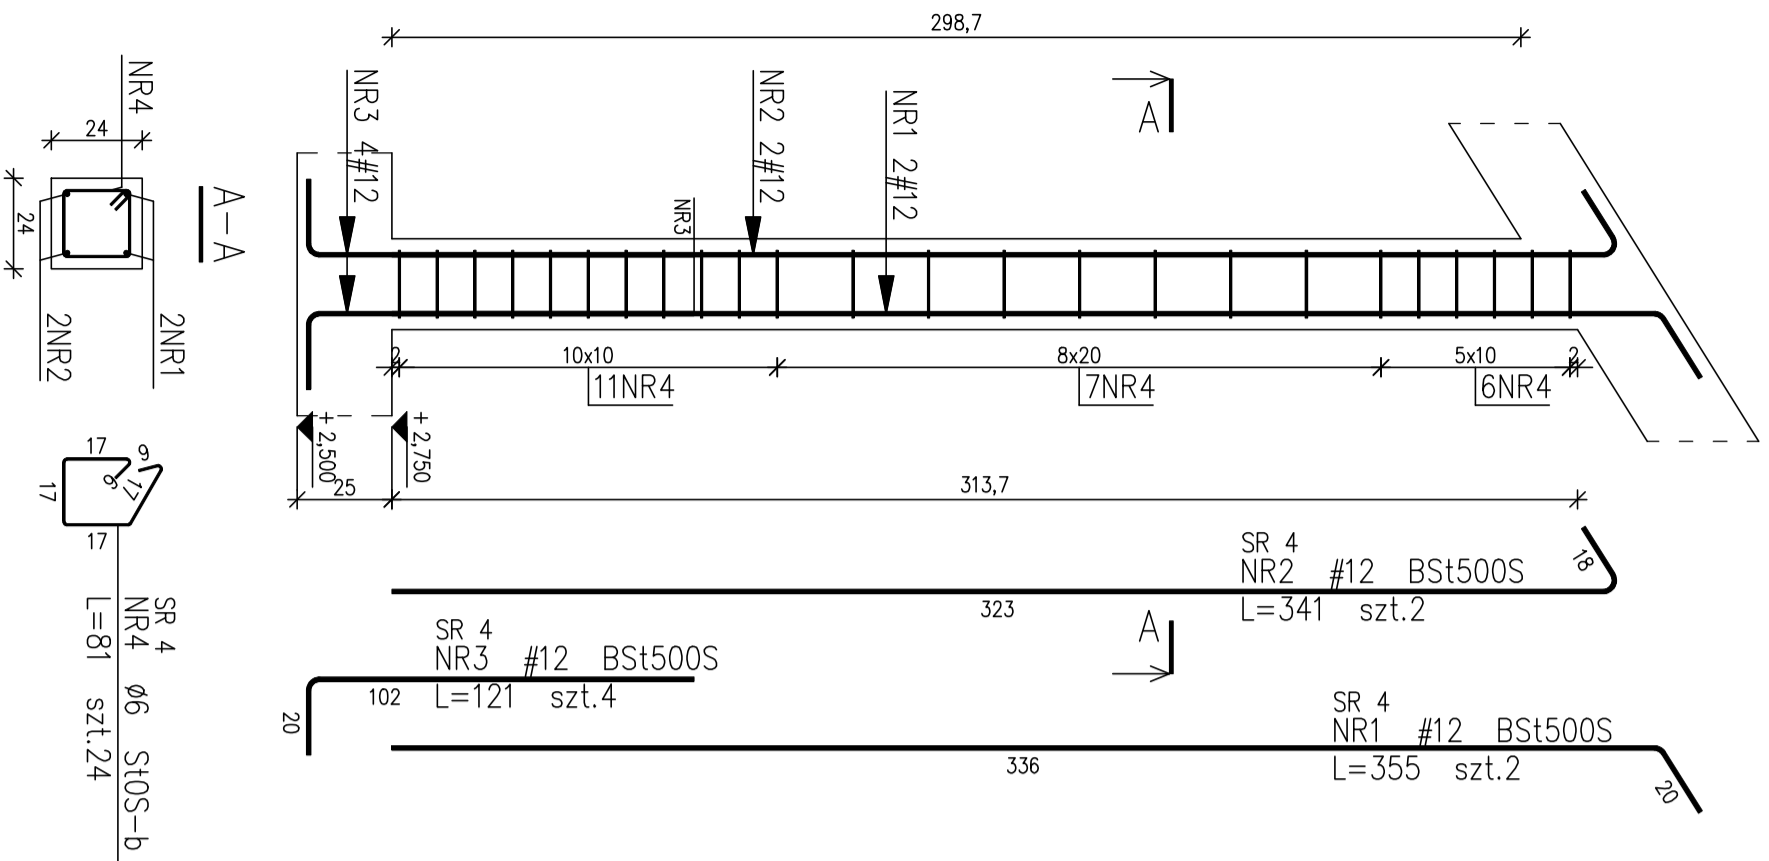 298,7
A
NR3 4#12
NR2 2#12
NR1 2#12
NR3
NR4
24
24
A-A
2NR2
2NR1
2
10x10
8x20
5x10
2
11NR4
7NR4
6NR4
+2,500
+2,750
25
313,7
17
17
17
17
6
6
SR 4
NR4 ø6 St0S-b
L=81 szt.24
SR 4
NR2 #12 BSt500S
L=341 szt.2
323
18
A
SR 4
NR3 #12 BSt500S
L=121 szt.4
102
20
SR 4
NR1 #12 BSt500S
L=355 szt.2
336
20